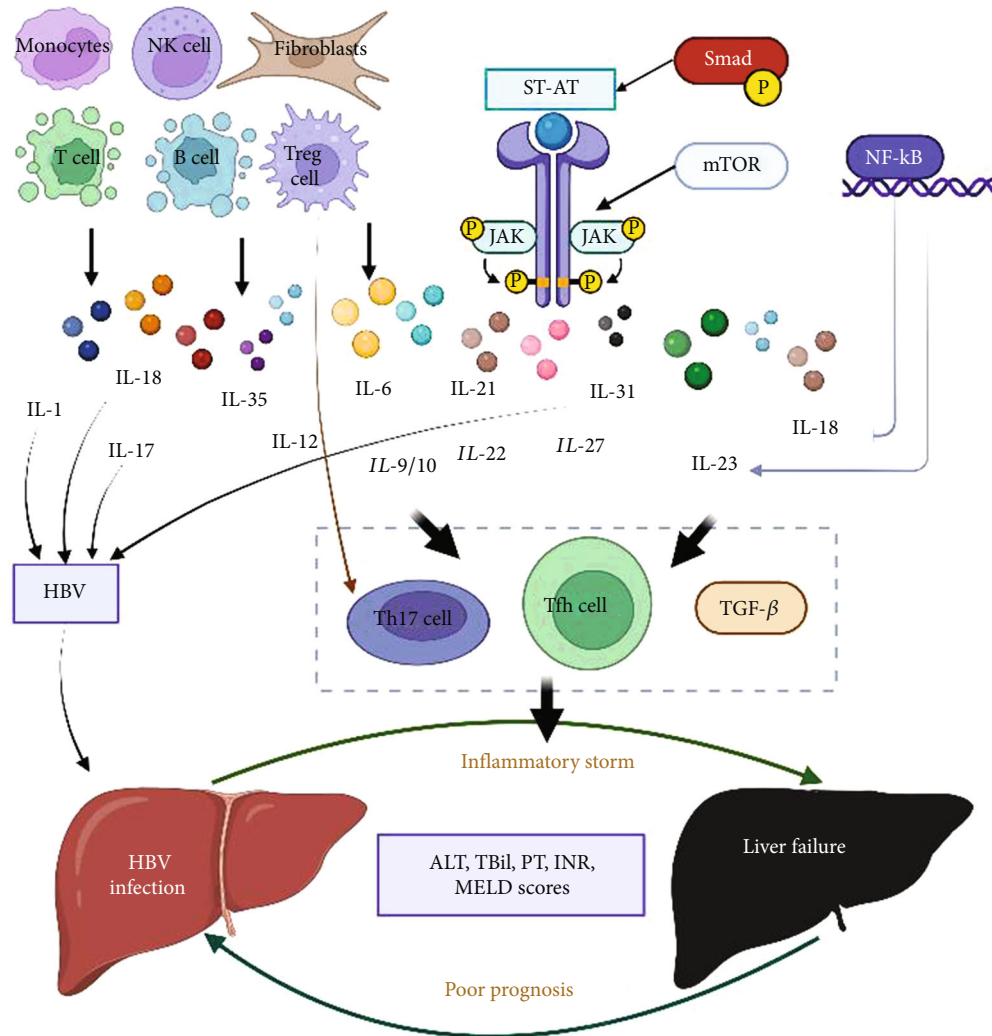 Monocytes
NK cell
Fibroblasts
Smad
P
ST-AT
T cell
B cell
Treg
cell
mTOR
NF-kB
P
JAK
JAK
P
P
P
IL-18
IL-6
IL-21
IL-31
IL-35
IL-1
IL-18
IL-17
IL-12
IL-9/10
IL-22
IL-27
IL-23
HBV
Th17 cell
Tfh cell
TGF-β
Inflammatory storm
HBV
infection
ALT, TBil, PT, INR,
MELD scores
Liver failure
Poor prognosis